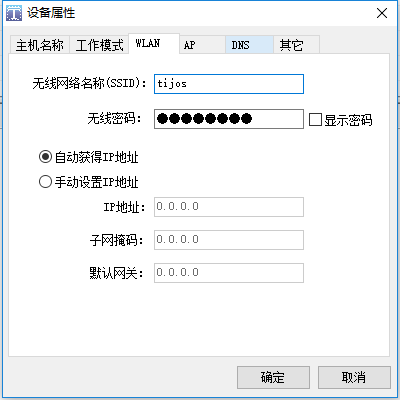 设备属性
主机名称 工作模式 WLAN AP DNS 其它
无线网络名称(SSID): tijos
无线密码: ●●●●●●●● 显示密码
自动获得IP地址
手动设置IP地址
IP地址: 0.0.0.0
子网掩码: 0.0.0.0
默认网关: 0.0.0.0
确定 取消